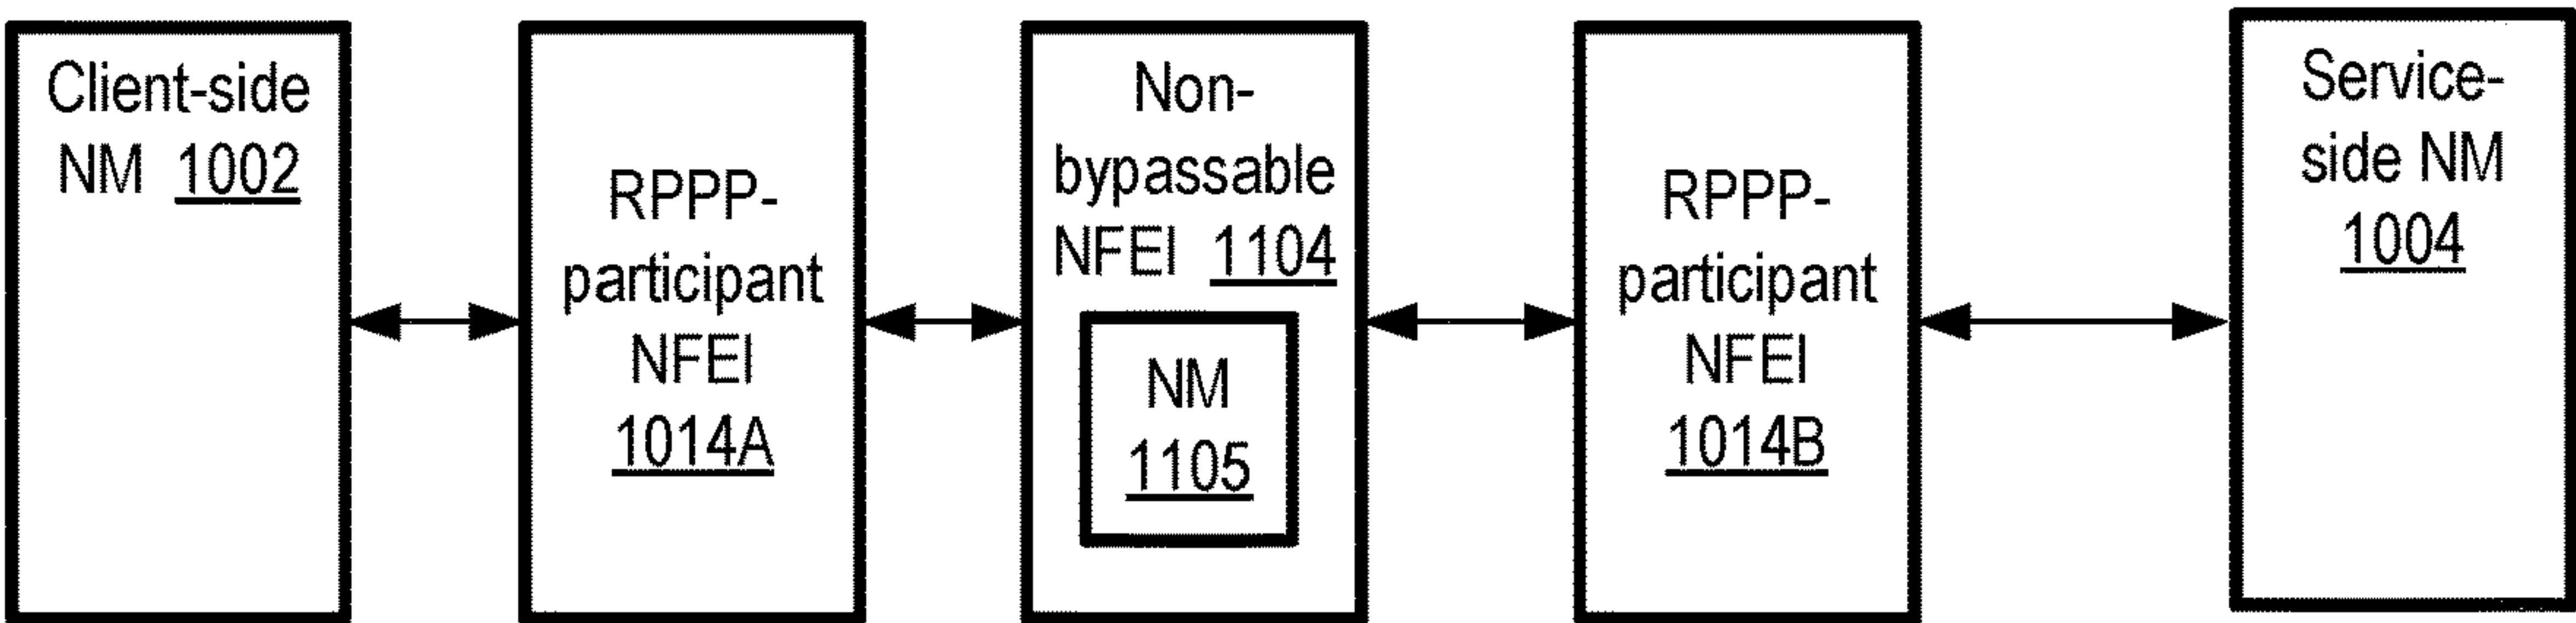 Client-side
NM 1002
RPPP-
participant
NFEI
1014A
Non-
bypassable
NFEI 1104
NM
1105
RPPP-
participant
NFEI
1014B
Service-
side NM
1004